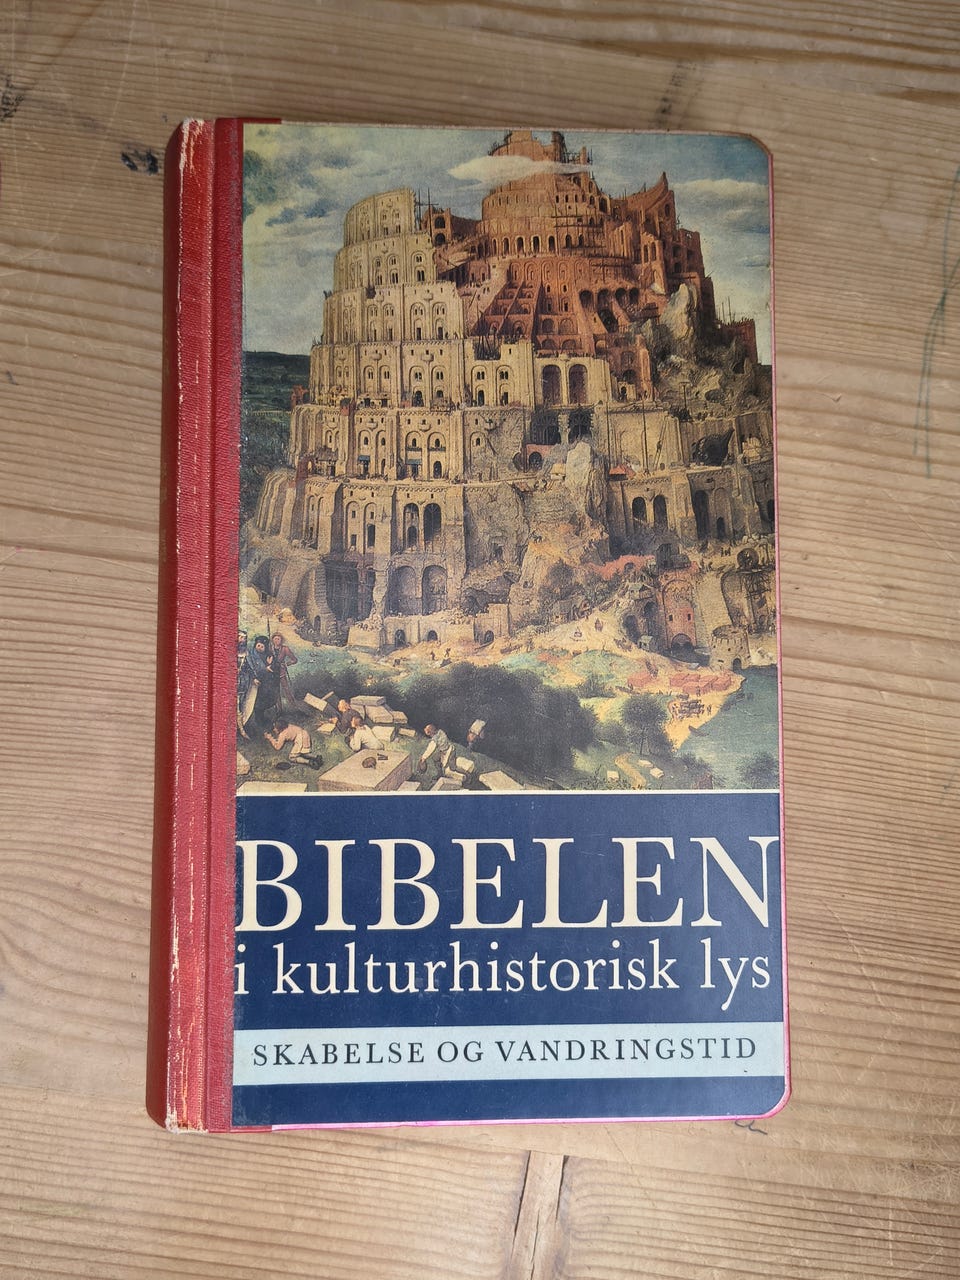 BIBELEN
i kulturhistorisk lys
SKABELSE OG VANDRINGSTID